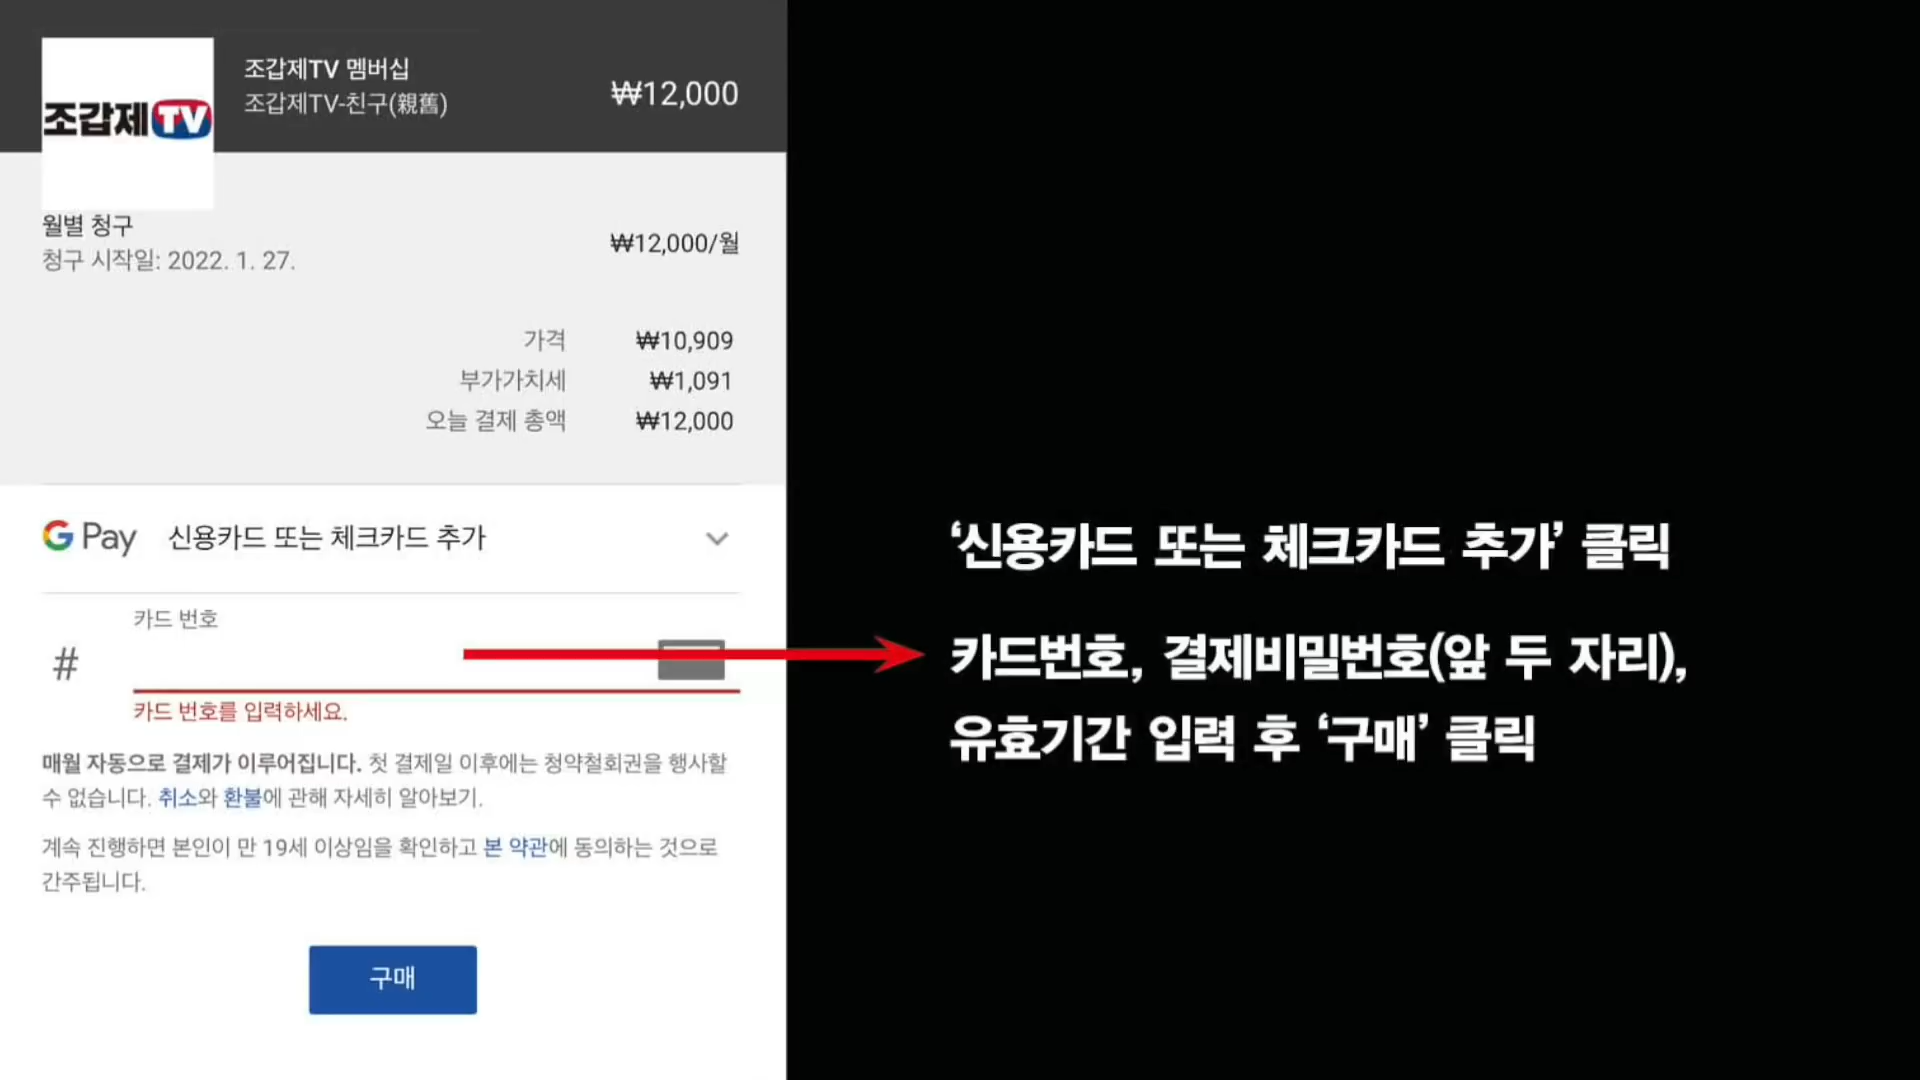 조갑제TV
조갑제TV 멤버십
조갑제TV-친구(親舊)
₩12,000
월별 청구
청구 시작일: 2022. 1. 27.
₩12,000/월
가격 ₩10,909
부가가치세 ₩1,091
오늘 결제 총액 ₩12,000
G Pay 신용카드 또는 체크카드 추가
카드 번호
#
카드 번호를 입력하세요.
매월 자동으로 결제가 이루어집니다. 첫 결제일 이후에는 청약철회권을 행사할
수 없습니다. 취소와 환불에 관해 자세히 알아보기.
계속 진행하면 본인이 만 19세 이상임을 확인하고 본 약관에 동의하는 것으로
간주됩니다.
구매
‘신용카드 또는 체크카드 추가’ 클릭
카드번호, 결제비밀번호(앞 두 자리),
유효기간 입력 후 ‘구매’ 클릭